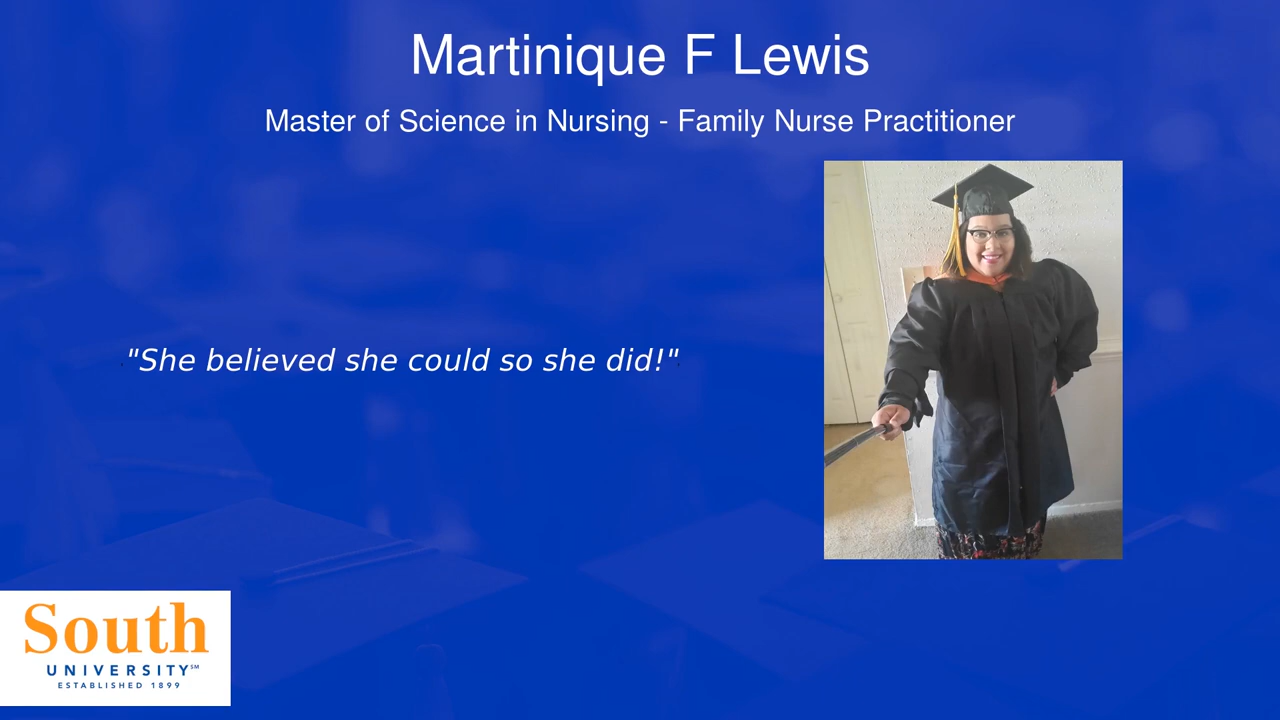 Martinique F Lewis
Master of Science in Nursing - Family Nurse Practitioner
"She believed she could so she did!"
South
UNIVERSITY℠
ESTABLISHED 1899